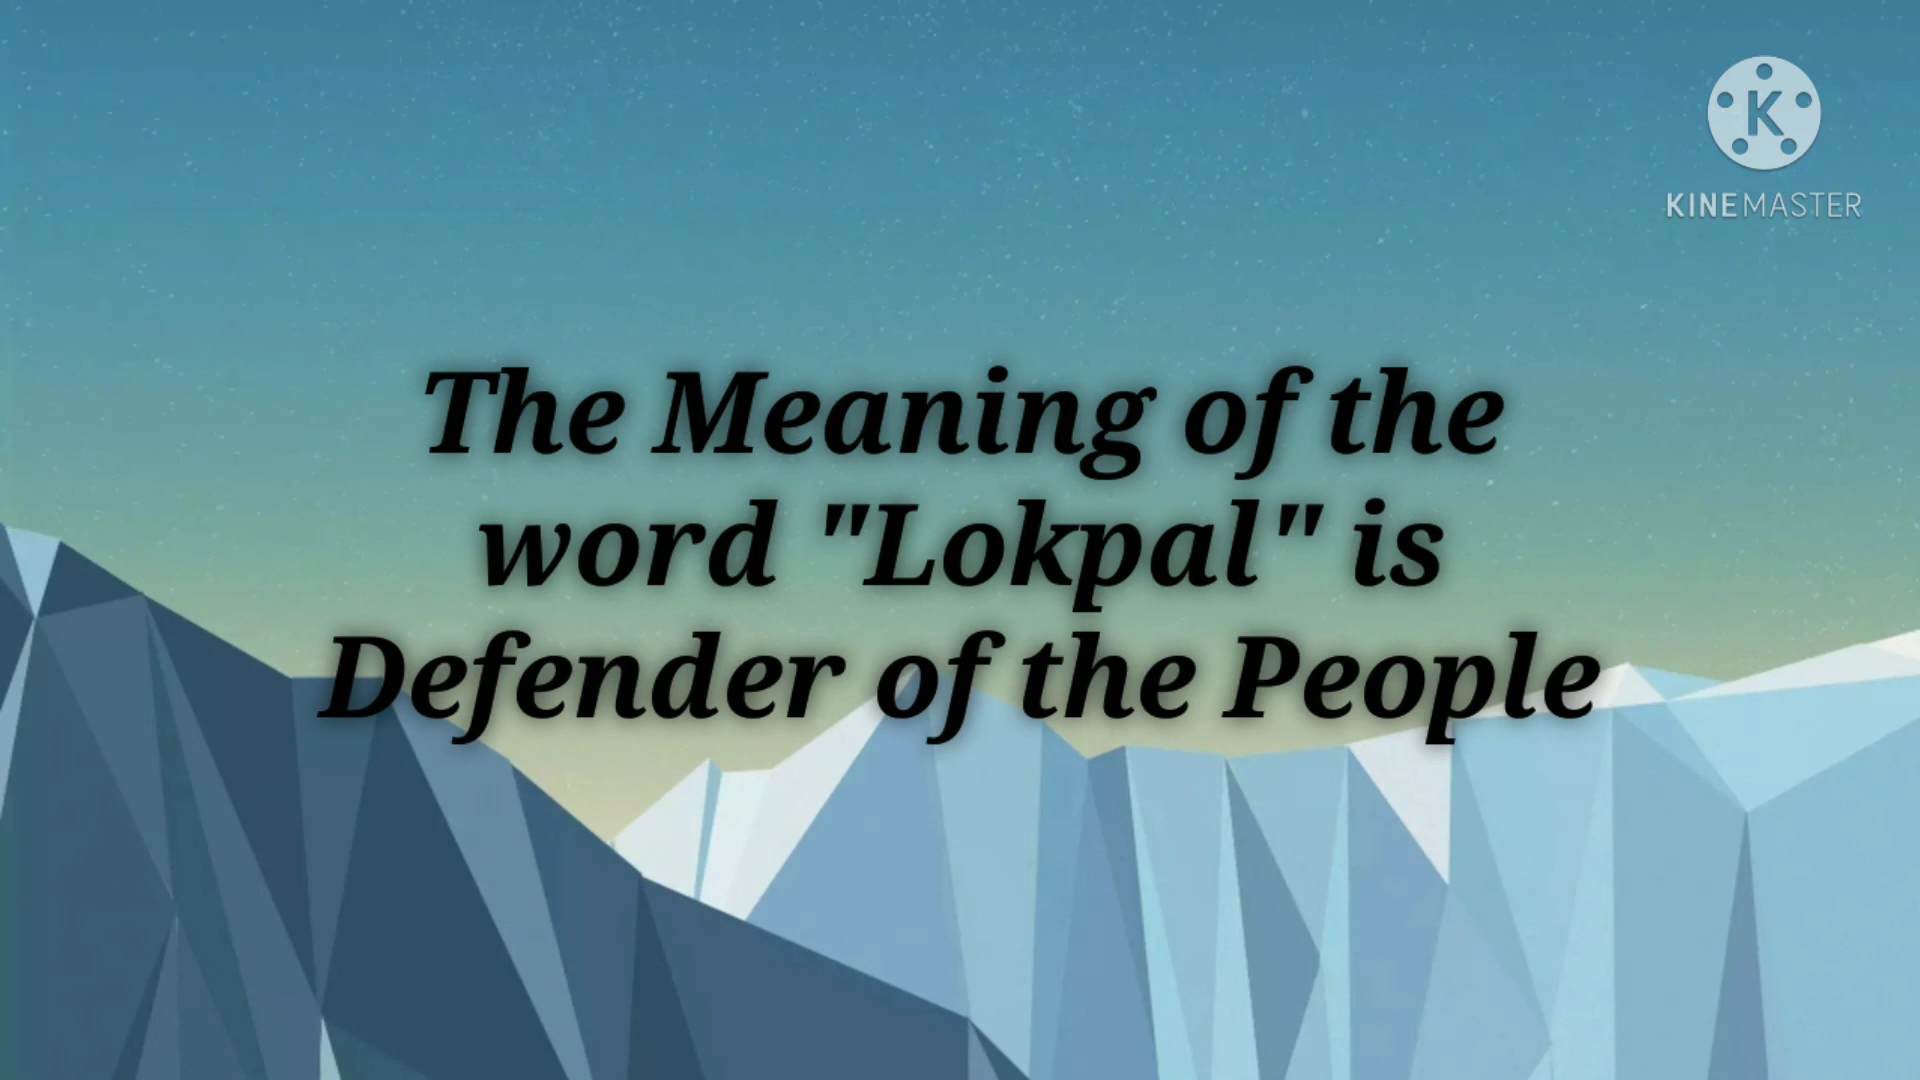 K
KINEMASTER
The Meaning of the
word "Lokpal" is
Defender of the People